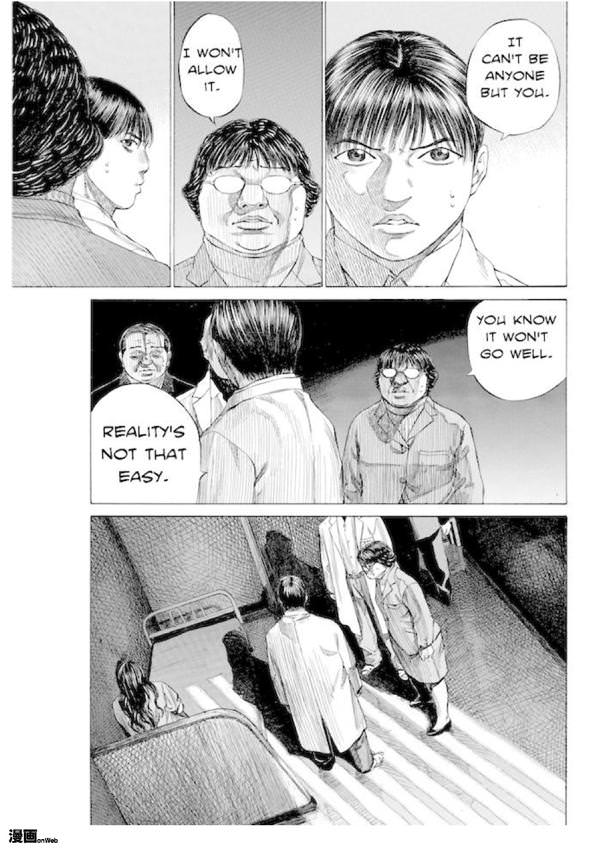 IT
CAN'T BE
ANYONE
BUT YOU.
I WON'T
ALLOW
IT.
YOU KNOW
IT WON'T
GO WELL.
REALITY'S
NOT THAT
EASY.
漫画onWeb